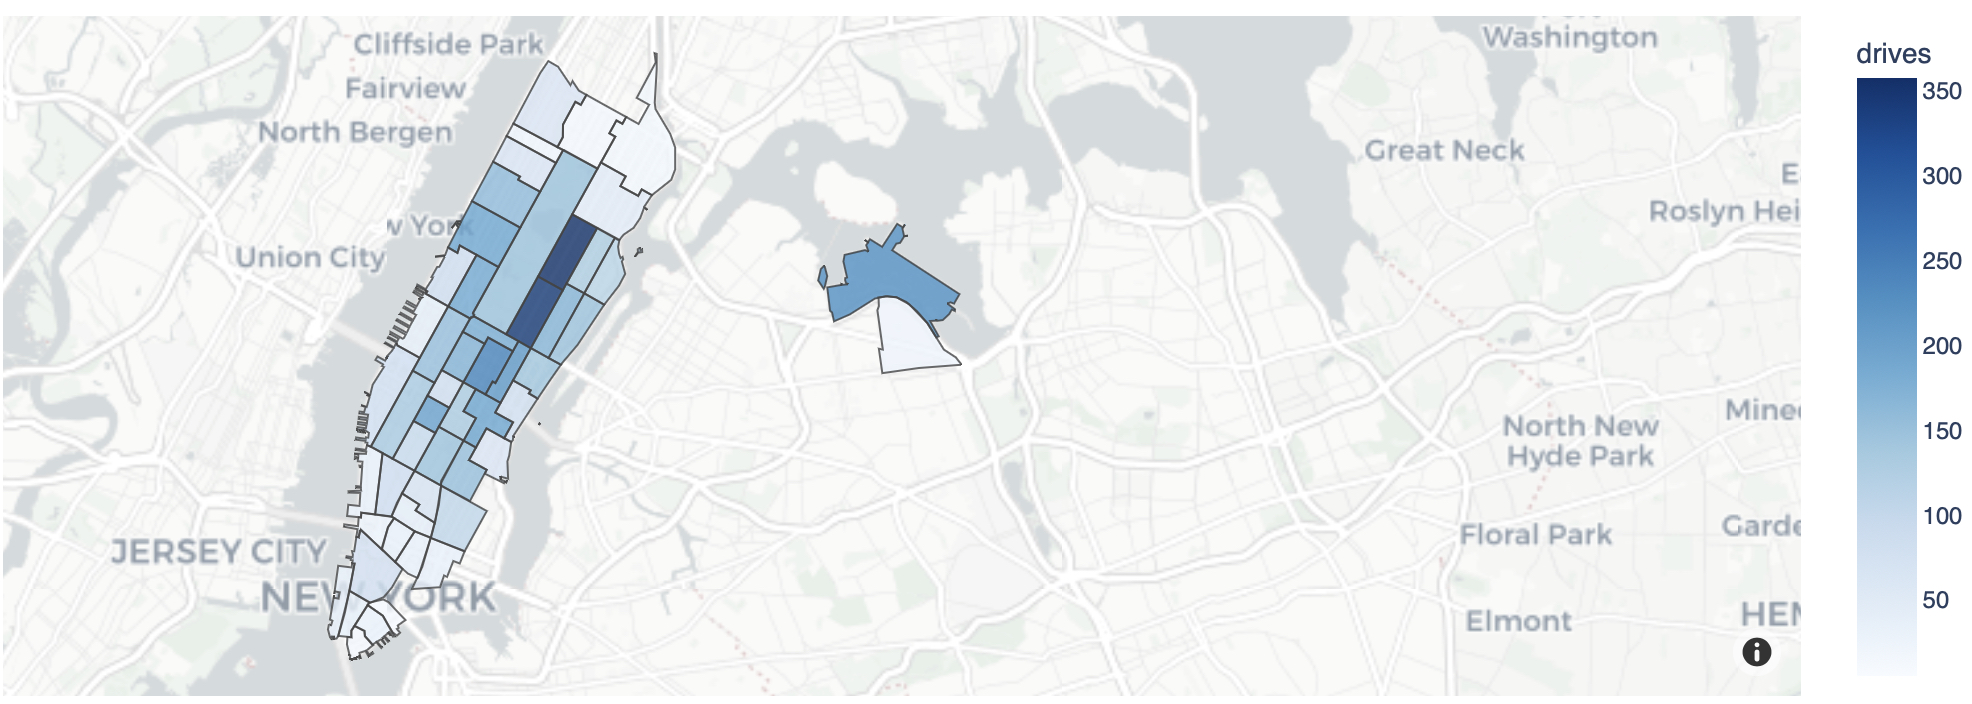 Cliffside Park
Fairview
North Bergen
w York
Union City
JERSEY CITY
NEW YORK
Washington
Great Neck
E
Roslyn Hei
Mine
North New
Hyde Park
Garde
Floral Park
Elmont
HEM
drives
350
300
250
200
150
100
50